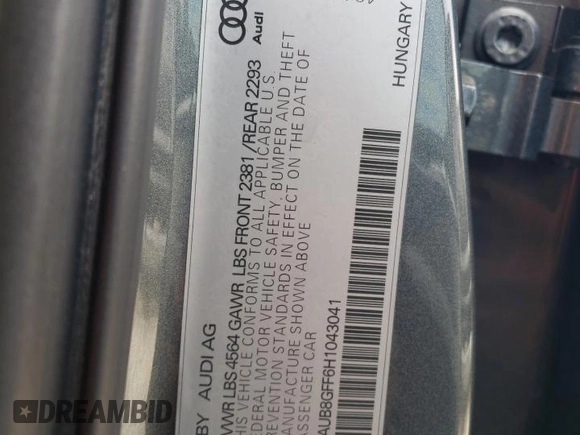 Audi
BY AUDI AG
GVWR LBS 4564 GAWR LBS FRONT 2381/REAR 2293
THIS VEHICLE CONFORMS TO ALL APPLICABLE U.S.
FEDERAL MOTOR VEHICLE SAFETY, BUMPER AND THEFT
PREVENTION STANDARDS IN EFFECT ON THE DATE OF
MANUFACTURE SHOWN ABOVE
PASSENGER CAR
AUB8GFF6H1043041
HUNGARY
DREAMBID